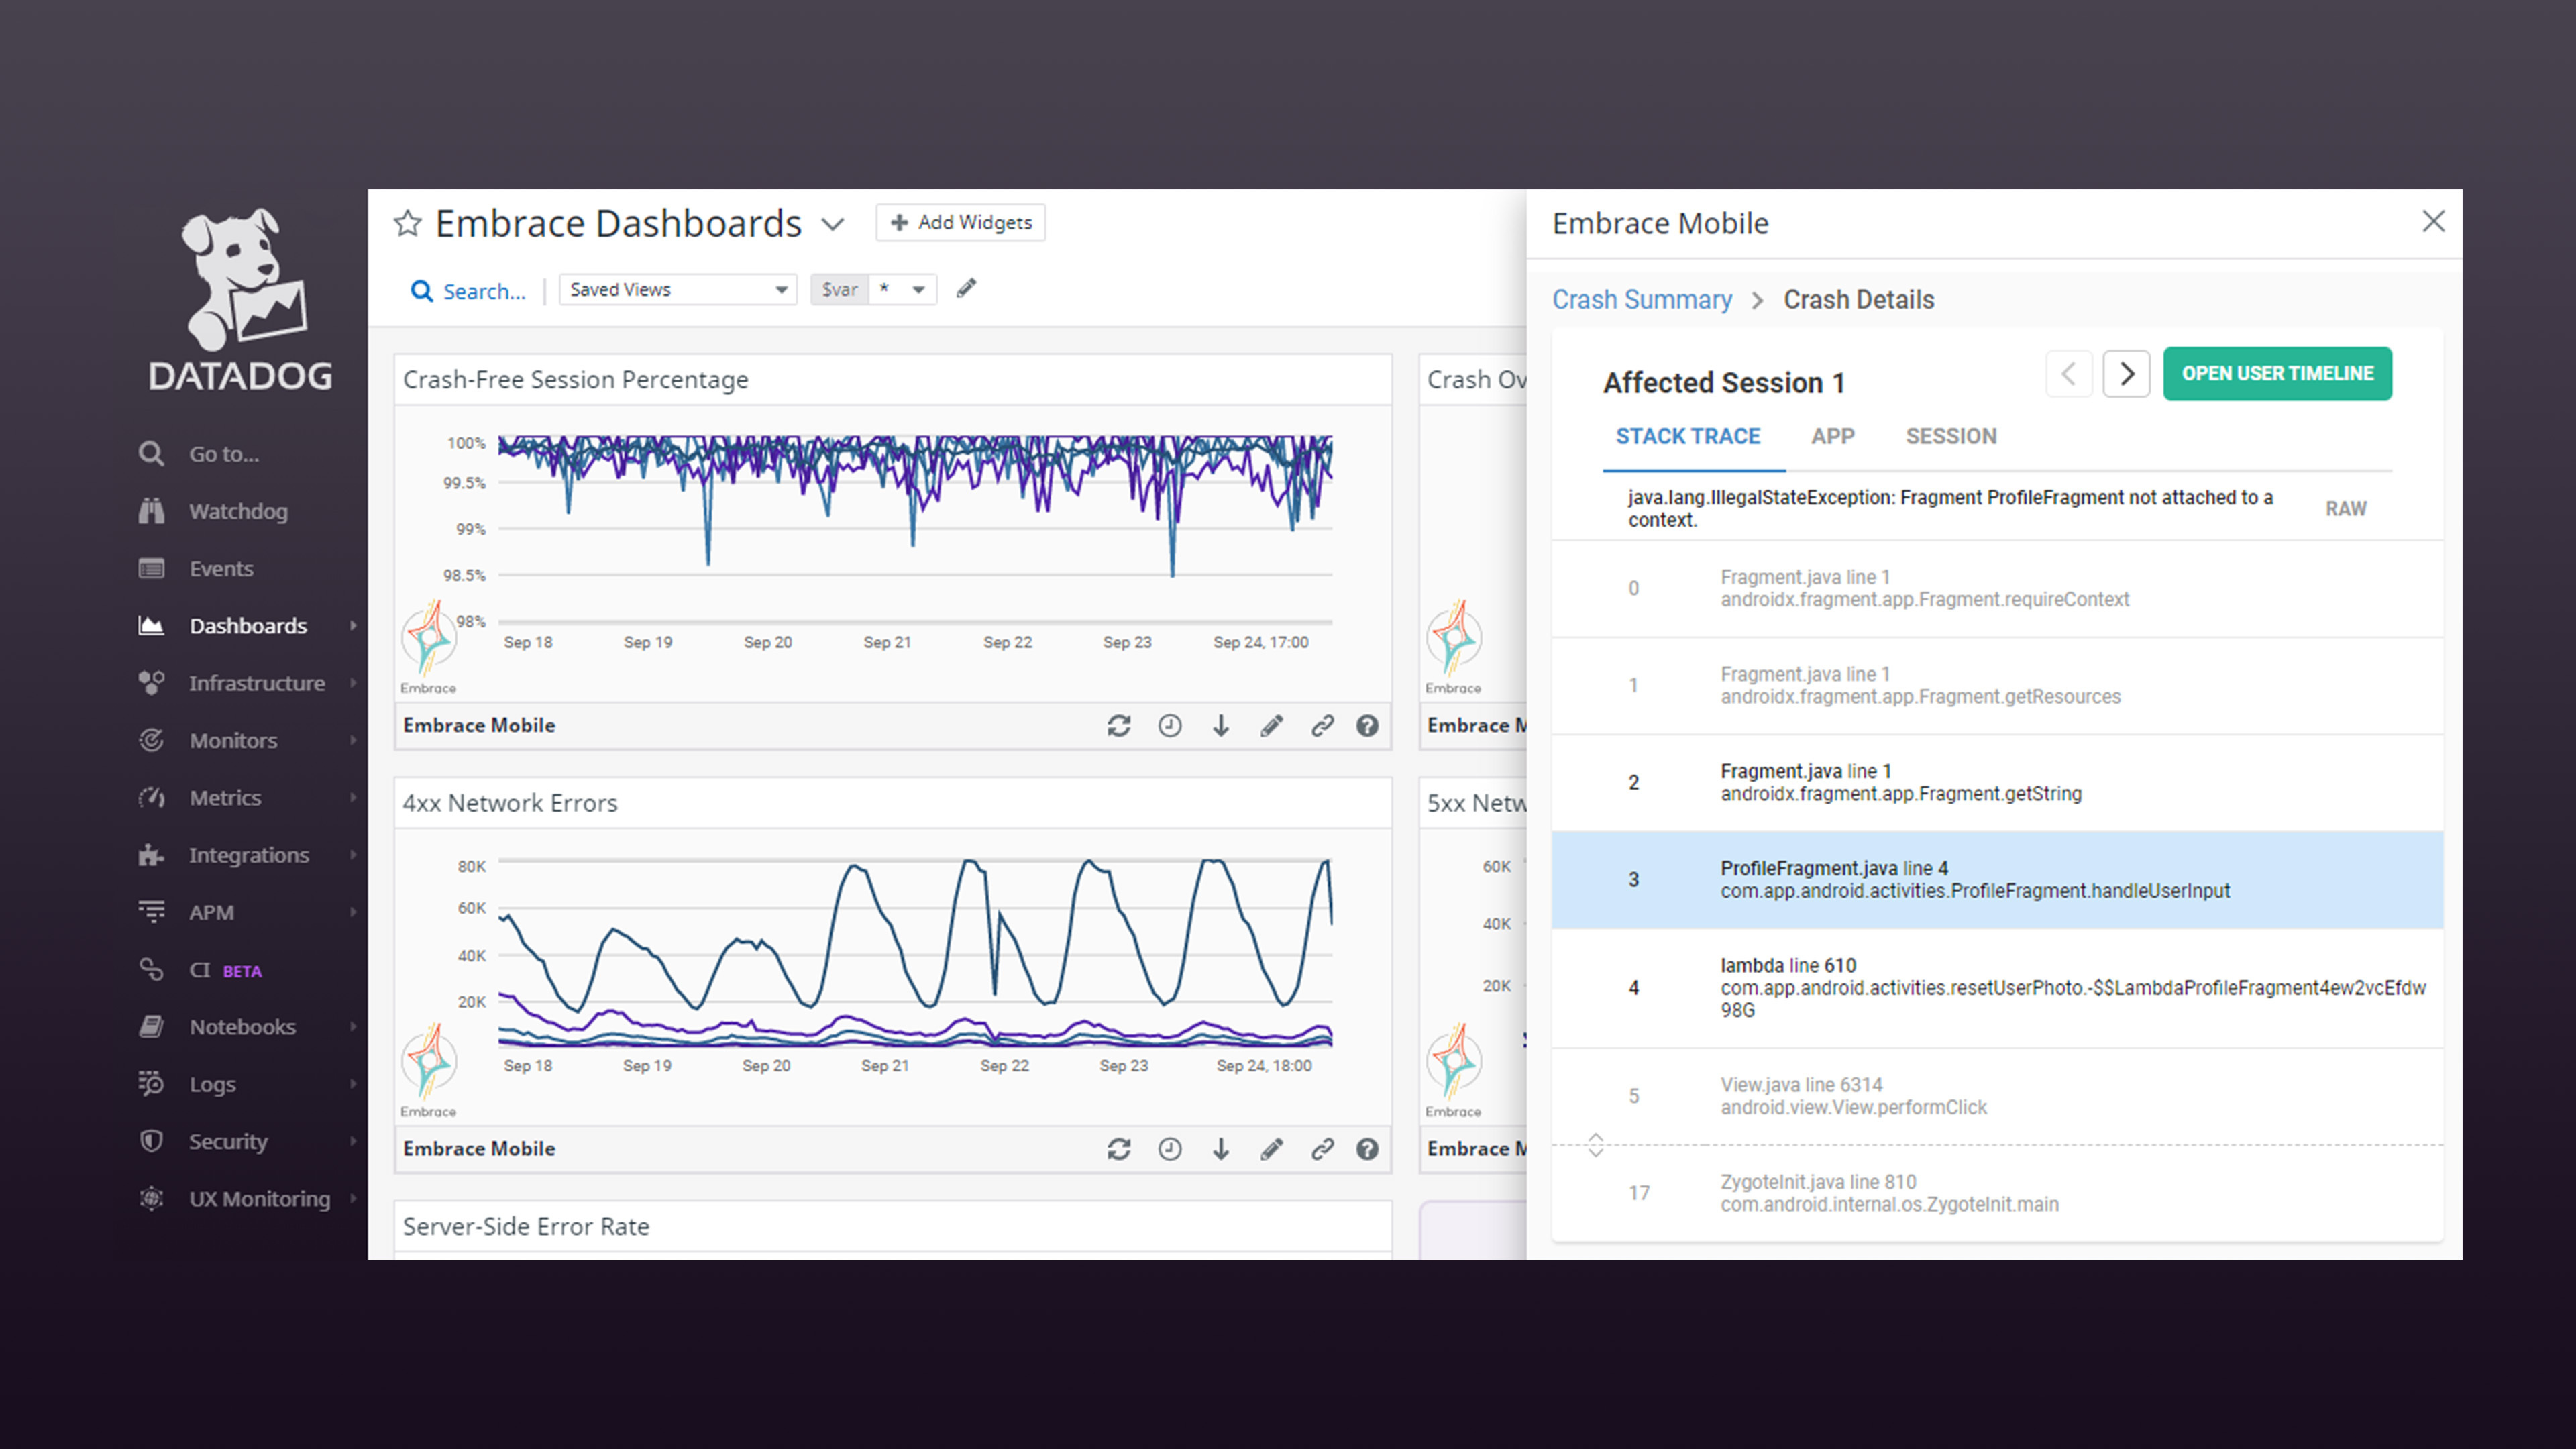 DATADOG
Go to...
Watchdog
Events
Dashboards
Infrastructure
Monitors
Metrics
Integrations
APM
CI BETA
Notebooks
Logs
Security
UX Monitoring
Embrace Dashboards
+ Add Widgets
Search...
Saved Views
$var *
Crash-Free Session Percentage
100%
99.5%
99%
98.5%
98%
Sep 18 Sep 19 Sep 20 Sep 21 Sep 22 Sep 23 Sep 24, 17:00
Embrace
Embrace Mobile
Crash Ov
Embrace
Embrace M
4xx Network Errors
80K
60K
40K
20K
Sep 18 Sep 19 Sep 20 Sep 21 Sep 22 Sep 23 Sep 24, 18:00
Embrace
Embrace Mobile
5xx Netw
60K
40K
20K
Embrace
Embrace M
Server-Side Error Rate
Embrace Mobile
Crash Summary > Crash Details
Affected Session 1
OPEN USER TIMELINE
STACK TRACE APP SESSION
java.lang.IllegalStateException: Fragment ProfileFragment not attached to a
context.
RAW
0
Fragment.java line 1
androidx.fragment.app.Fragment.requireContext
1
Fragment.java line 1
androidx.fragment.app.Fragment.getResources
2
Fragment.java line 1
androidx.fragment.app.Fragment.getString
3
ProfileFragment.java line 4
com.app.android.activities.ProfileFragment.handleUserInput
4
lambda line 610
com.app.android.activities.resetUserPhoto.-$$LambdaProfileFragment4ew2vcEfdw
98G
5
View.java line 6314
android.view.View.performClick
17
ZygoteInit.java line 810
com.android.internal.os.ZygoteInit.main